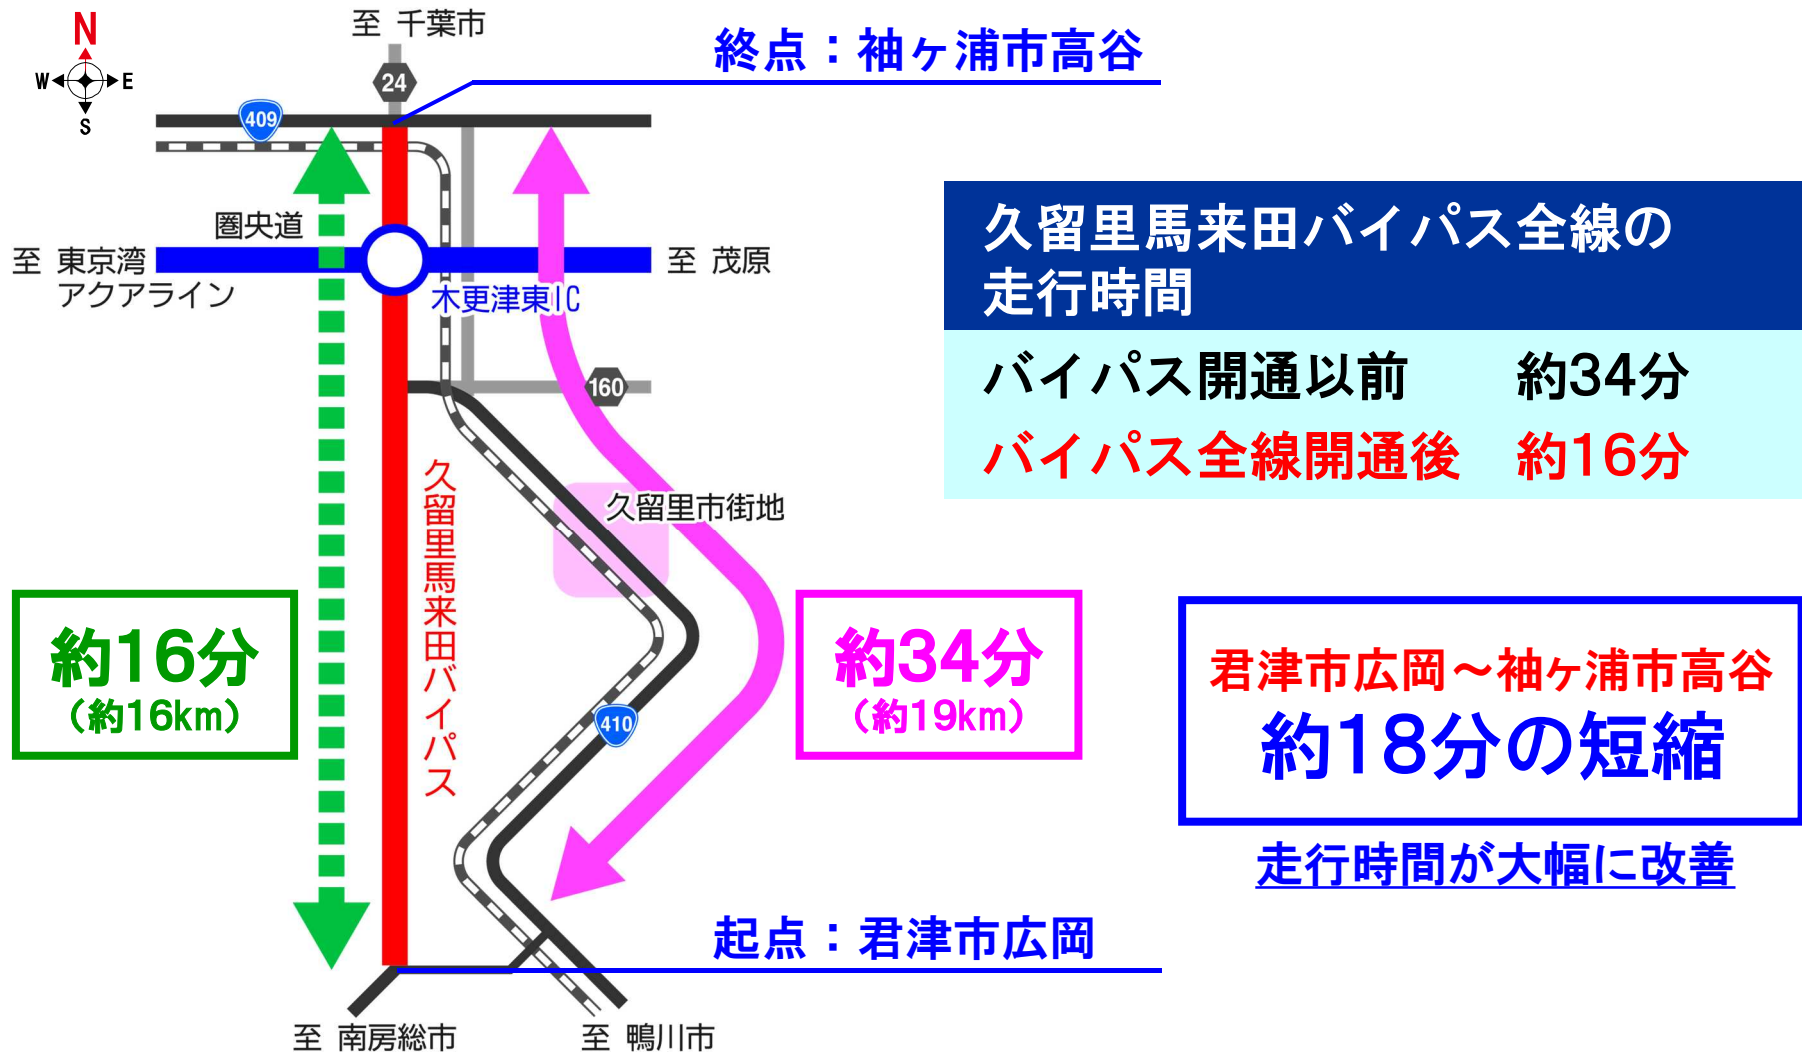 N
W
E
S
至 千葉市
24
終点：袖ヶ浦市高谷
409
圏央道
至 東京湾
アクアライン
至 茂原
木更津東IC
160
久留里馬来田バイパス全線の
走行時間
バイパス開通以前 約34分
バイパス全線開通後 約16分
久留里市街地
久留里馬来田バイパス
約16分
（約16km）
約34分
（約19km）
410
君津市広岡～袖ヶ浦市高谷
約18分の短縮
走行時間が大幅に改善
起点：君津市広岡
至 南房総市
至 鴨川市